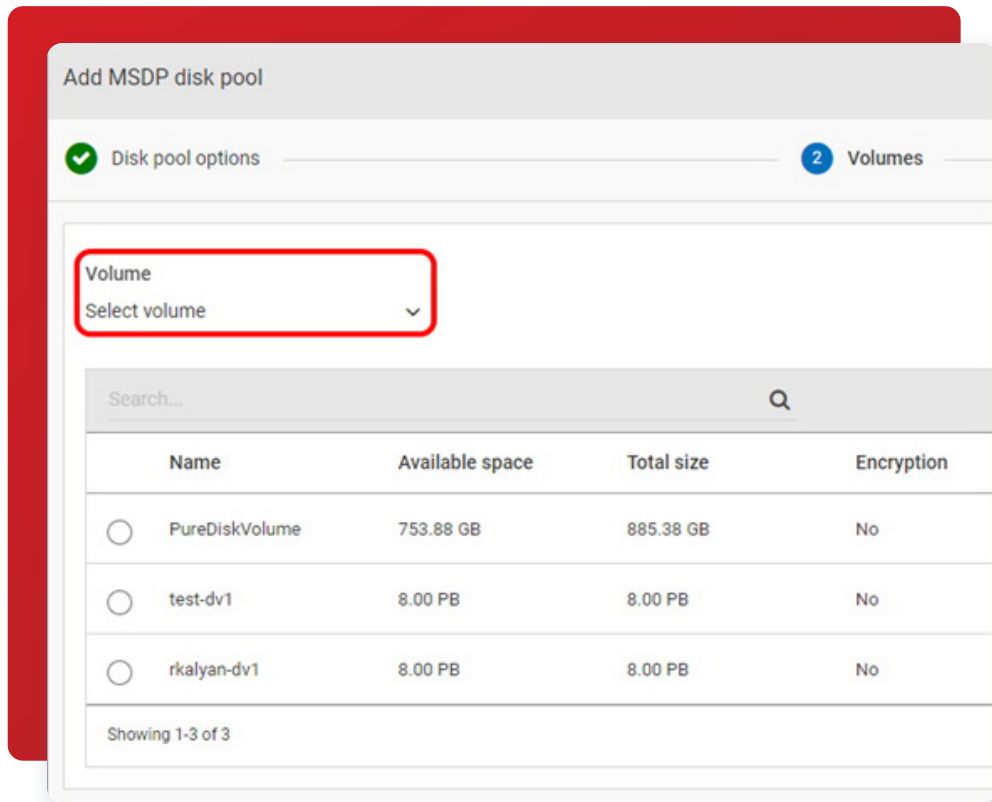 Add MSDP disk pool
Disk pool options
2 Volumes
Volume
Select volume
Search...
Name Available space Total size Encryption
PureDiskVolume 753.88 GB 885.38 GB No
test-dv1 8.00 PB 8.00 PB No
rkalyan-dv1 8.00 PB 8.00 PB No
Showing 1-3 of 3